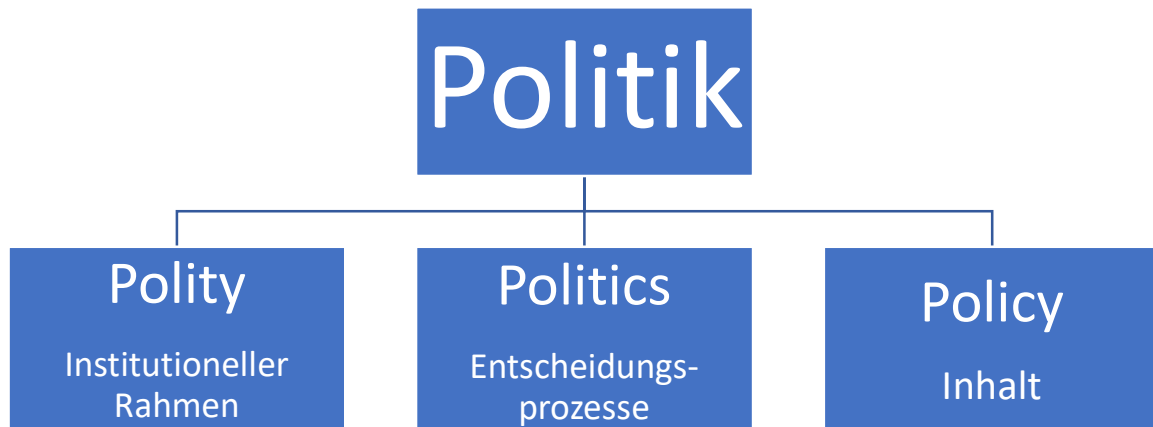 Politik
Polity
Institutioneller
Rahmen
Politics
Entscheidungs-
prozesse
Policy
Inhalt